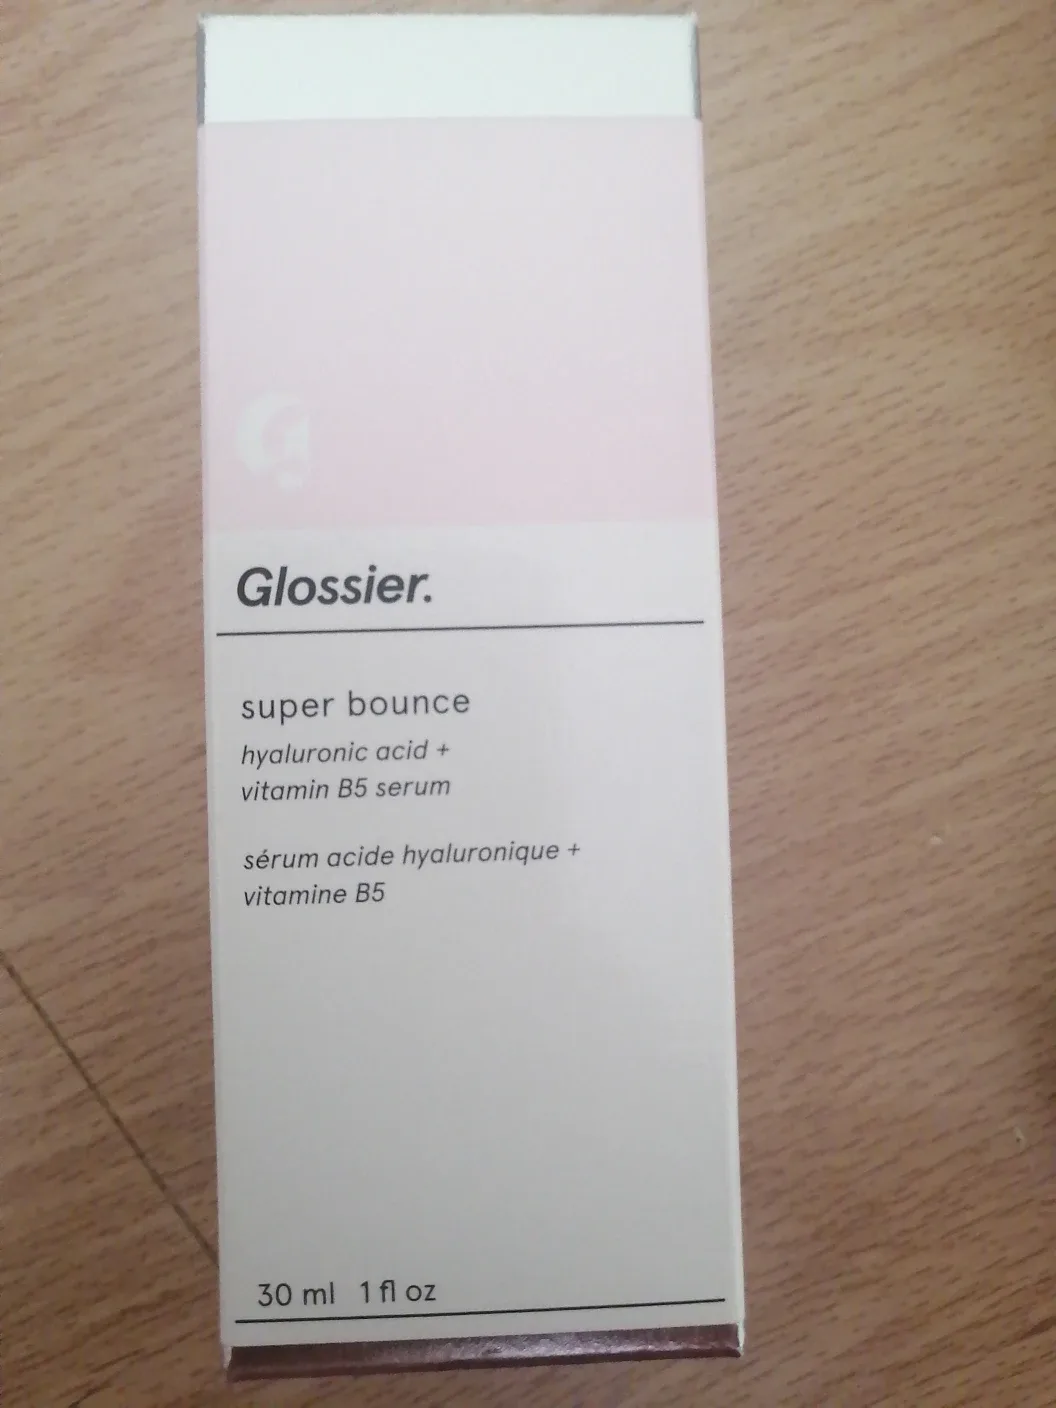 G
Glossier.
super bounce
hyaluronic acid +
vitamin B5 serum
sérum acide hyaluronique +
vitamine B5
30 ml 1 fl oz